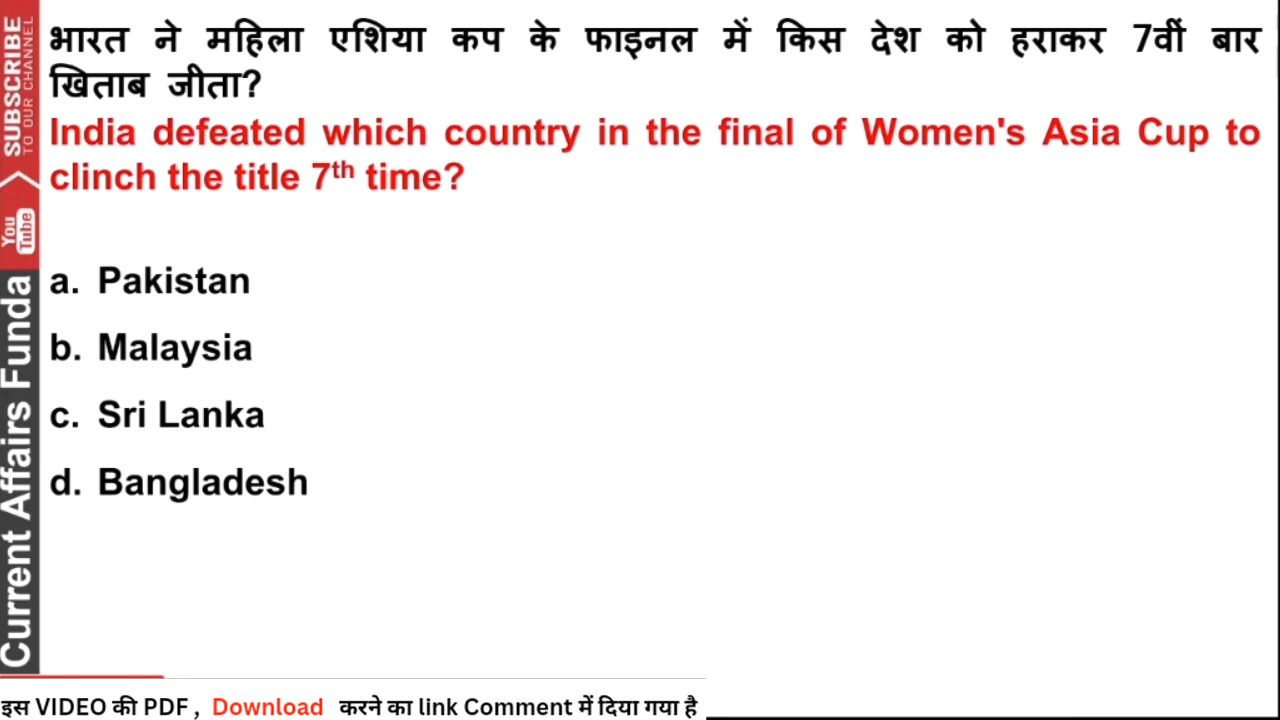 भारत ने महिला एशिया कप के फाइनल में किस देश को हराकर 7वीं बार
खिताब जीता?
India defeated which country in the final of Women's Asia Cup to
clinch the title 7th time?
a. Pakistan
b. Malaysia
c. Sri Lanka
d. Bangladesh
SUBSCRIBE
TO OUR CHANNEL
You
Tube
Current Affairs Funda
इस VIDEO की PDF , Download करने का link Comment में दिया गया है